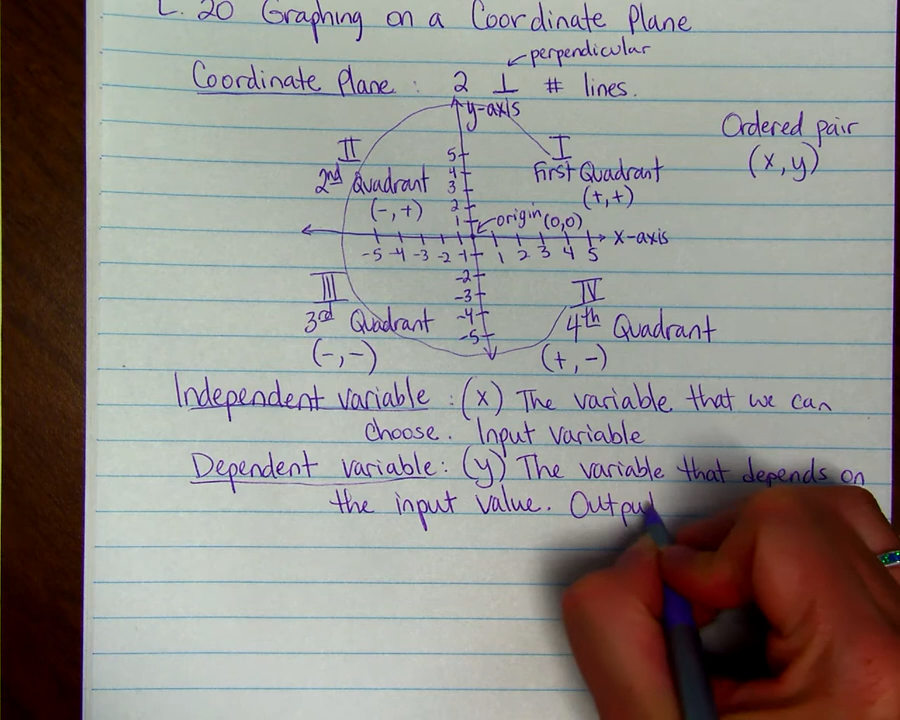 L. 20 Graphing on a Coordinate Plane
perpendicular
Coordinate Plane : 2 ⊥ # lines.
y-axis
Ordered pair
(x, y)
II
2nd Quadrant
(-, +)
I
First Quadrant
(+, +)
5
4
3
2
1
origin (0,0)
x-axis
-5 -4 -3 -2 -1 1 2 3 4 5
-2
-3
-4
-5
III
3rd Quadrant
(-, -)
IV
4th Quadrant
(+, -)
Independent variable : (x) The variable that we can
choose. Input variable
Dependent variable: (y) The variable that depends on
the input value. Output